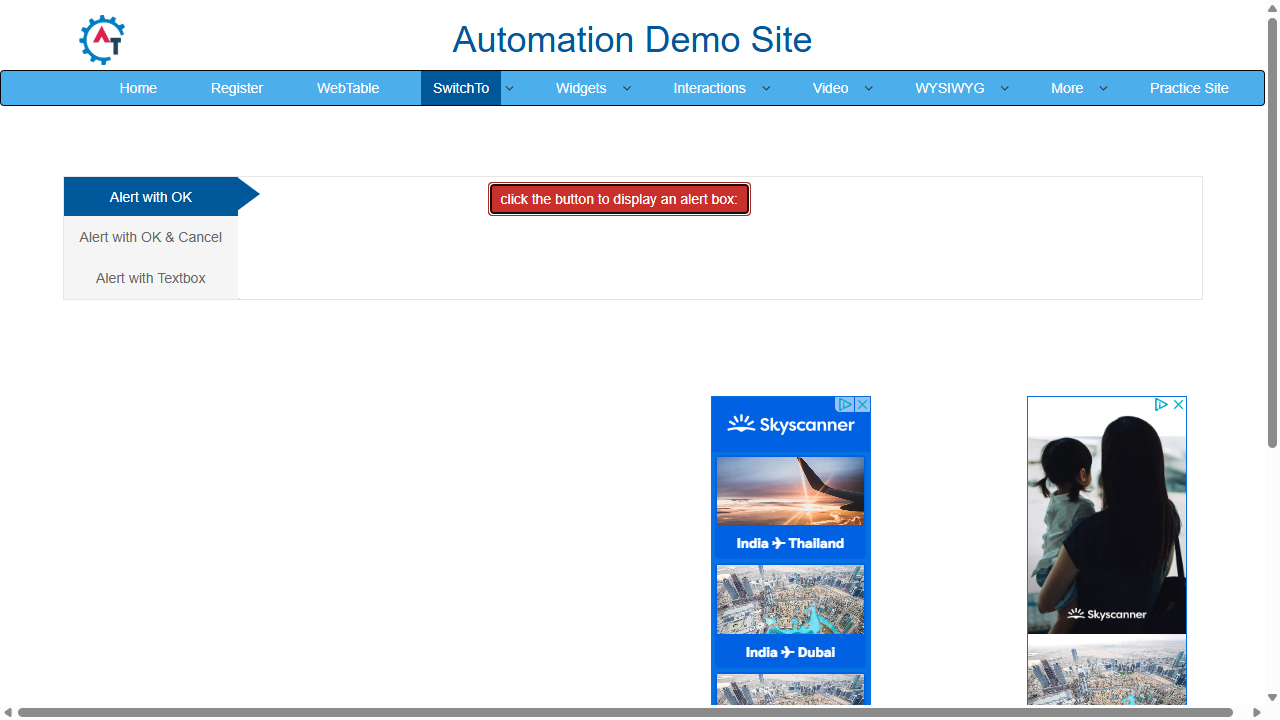 AT
Automation Demo Site
Home Register WebTable SwitchTo Widgets Interactions Video WYSIWYG More Practice Site
Alert with OK
click the button to display an alert box:
Alert with OK & Cancel
Alert with Textbox
Skyscanner
India Thailand
India Dubai
Skyscanner